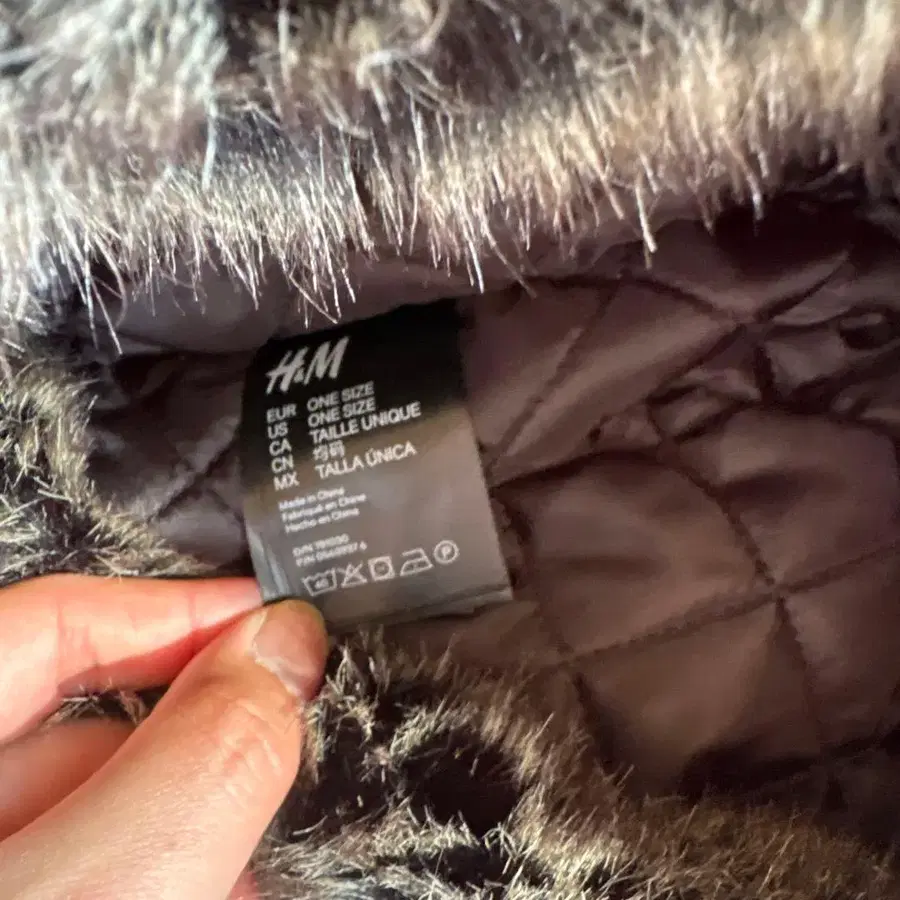 H&M
EUR ONE SIZE
US ONE SIZE
CA TAILLE UNIQUE
CN 均码
MX TALLA ÚNICA
Made in China
Fabriqué en Chine
Hecho en China
D/N
P/N